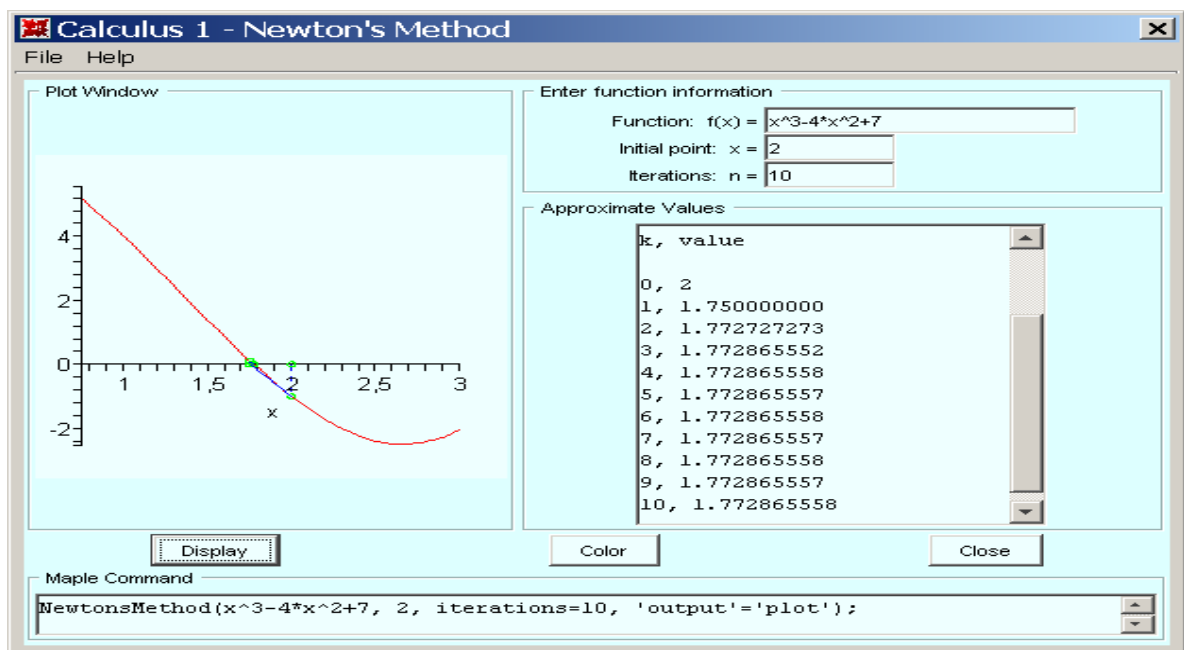 Calculus 1 - Newton's Method
File Help
Plot Window
4
2
0
-2
1 1,5 2 2,5 3
x
Enter function information
Function: f(x) = x^3-4*x^2+7
Initial point: x = 2
Iterations: n = 10
Approximate Values
k, value
0, 2
1, 1.750000000
2, 1.772727273
3, 1.772865552
4, 1.772865558
5, 1.772865557
6, 1.772865558
7, 1.772865557
8, 1.772865558
9, 1.772865557
10, 1.772865558
Display Color Close
Maple Command
NewtonsMethod(x^3-4*x^2+7, 2, iterations=10, 'output'='plot');